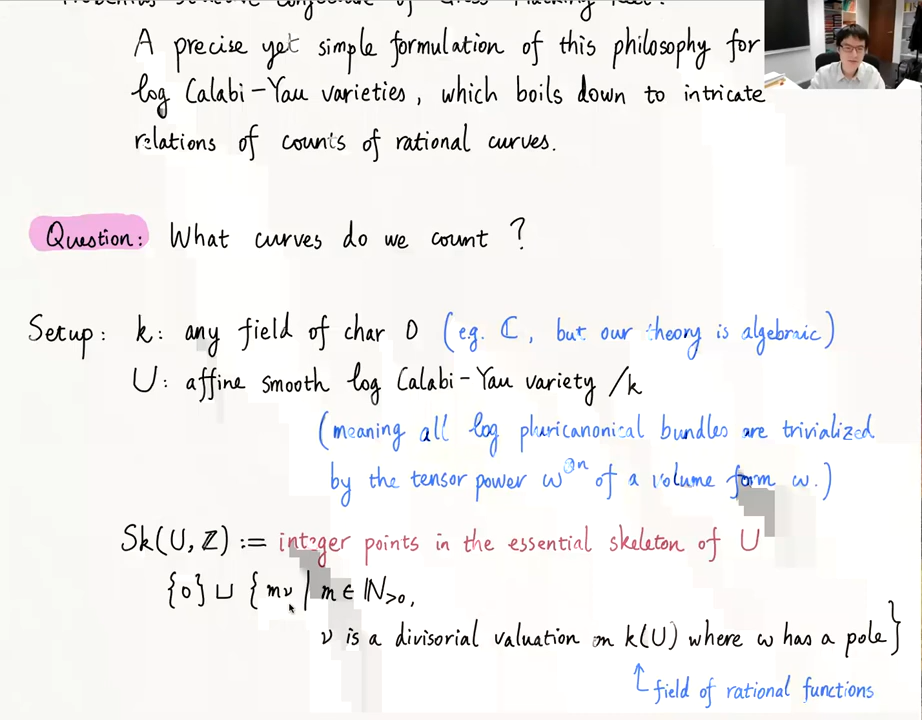 A precise yet simple formulation of this philosophy for
log Calabi-Yau varieties, which boils down to intricate
relations of counts of rational curves.
Question: What curves do we count ?
Setup: k: any field of char 0 (eg. ℂ, but our theory is algebraic)
U: affine smooth log Calabi-Yau variety /k
(meaning all log pluricanonical bundles are trivialized
by the tensor power ω^{⊗n} of a volume form ω.)
Sk(U, ℤ) := integer points in the essential skeleton of U
{0} ⊔ { mν | m ∈ ℕ_{>0},
ν is a divisorial valuation on k(U) where ω has a pole}
↑ field of rational functions